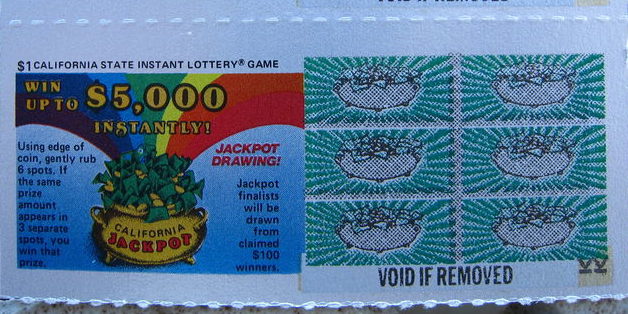 VOID IF REMOVED
$1 CALIFORNIA STATE INSTANT LOTTERY® GAME
WIN
UP TO $5,000
INSTANTLY!
Using edge of
coin, gently rub
6 spots. If
the same
prize
amount
appears in
3 separate
spots, you
win that
prize.
JACKPOT
DRAWING!
Jackpot
finalists
will be
drawn
from
claimed
$100
winners.
CALIFORNIA
JACKPOT
VOID IF REMOVED